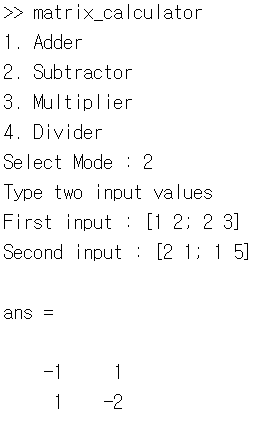 >> matrix_calculator
1. Adder
2. Subtractor
3. Multiplier
4. Divider
Select Mode : 2
Type two input values
First input : [1 2; 2 3]
Second input : [2 1; 1 5]
ans =
-1 1
1 -2